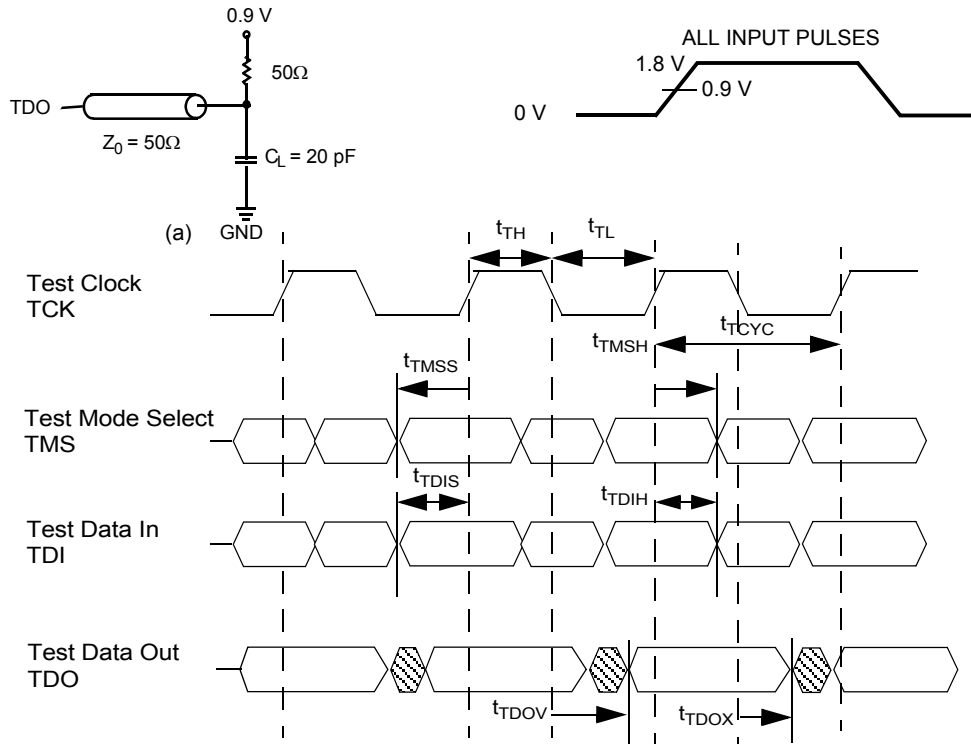 0.9 V
50Ω
TDO
Z0 = 50Ω
CL = 20 pF
(a)
GND
ALL INPUT PULSES
1.8 V
0.9 V
0 V
tTH
tTL
Test Clock
TCK
tTMSH
tTCYC
tTMSS
Test Mode Select
TMS
tTDIS
tTDIH
Test Data In
TDI
Test Data Out
TDO
tTDOV
tTDOX